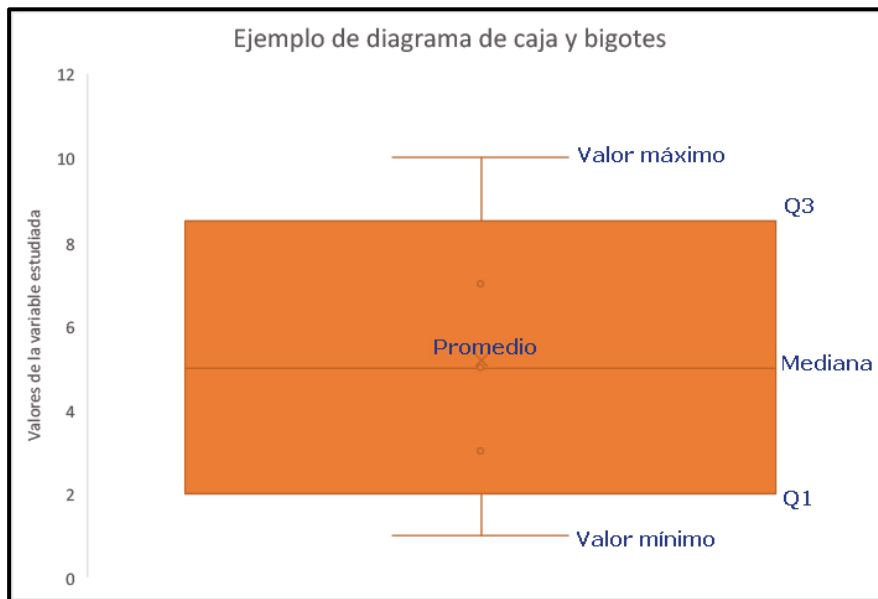 Ejemplo de diagrama de caja y bigotes
Valores de la variable estudiada
12
10
8
6
4
2
0
Valor máximo
Q3
Promedio
Mediana
Q1
Valor mínimo